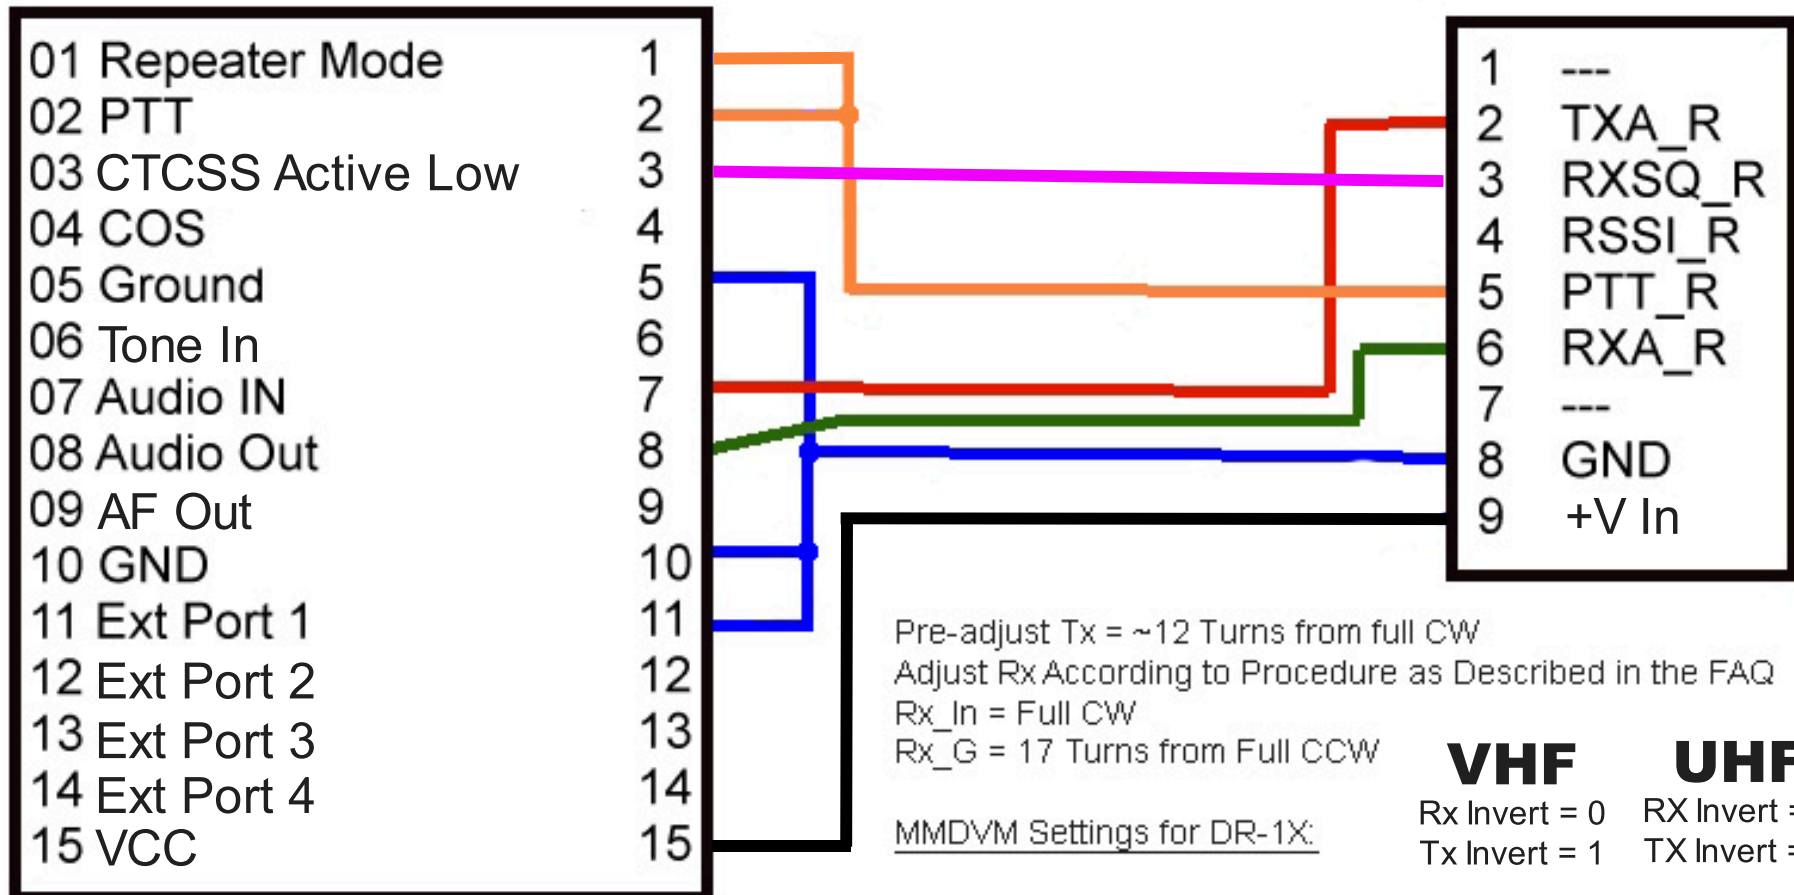 01 Repeater Mode 1
02 PTT 2
03 CTCSS Active Low 3
04 COS 4
05 Ground 5
06 Tone In 6
07 Audio IN 7
08 Audio Out 8
09 AF Out 9
10 GND 10
11 Ext Port 1 11
12 Ext Port 2 12
13 Ext Port 3 13
14 Ext Port 4 14
15 VCC 15
1 ---
2 TXA_R
3 RXSQ_R
4 RSSI_R
5 PTT_R
6 RXA_R
7 ---
8 GND
9 +V In
Pre-adjust Tx = ~12 Turns from full CW
Adjust Rx According to Procedure as Described in the FAQ
Rx_In = Full CW
Rx_G = 17 Turns from Full CCW
MMDVM Settings for DR-1X:
VHF
Rx Invert = 0
Tx Invert = 1
UHF
RX Invert =
TX Invert =